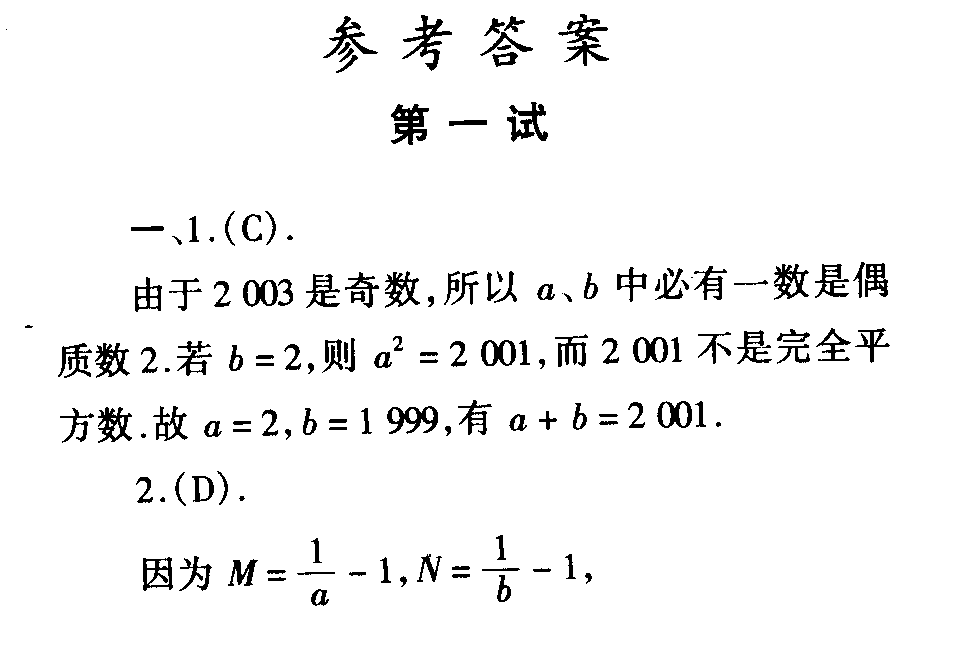 参考答案
第一试
一、1.(C).
由于 2 003 是奇数,所以 a、b 中必有一数是偶
质数 2.若 b = 2,则 a² = 2 001,而 2 001 不是完全平
方数.故 a = 2, b = 1 999,有 a + b = 2 001.
2.(D).
因为 M = 1/a - 1, N = 1/b - 1,